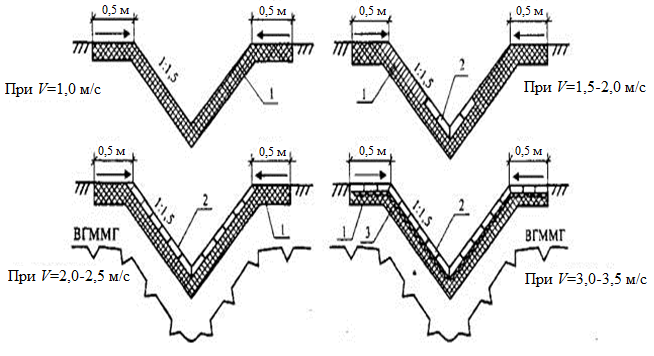 0,5 м 0,5 м 0,5 м 0,5 м
1:1,5 1:1,5 2
1 1
При V=1,0 м/с При V=1,5-2,0 м/с
0,5 м 0,5 м 0,5 м 0,5 м
1:1,5 2 1:1,5 2
1 1 3
ВГММГ ВГММГ
При V=2,0-2,5 м/с При V=3,0-3,5 м/с